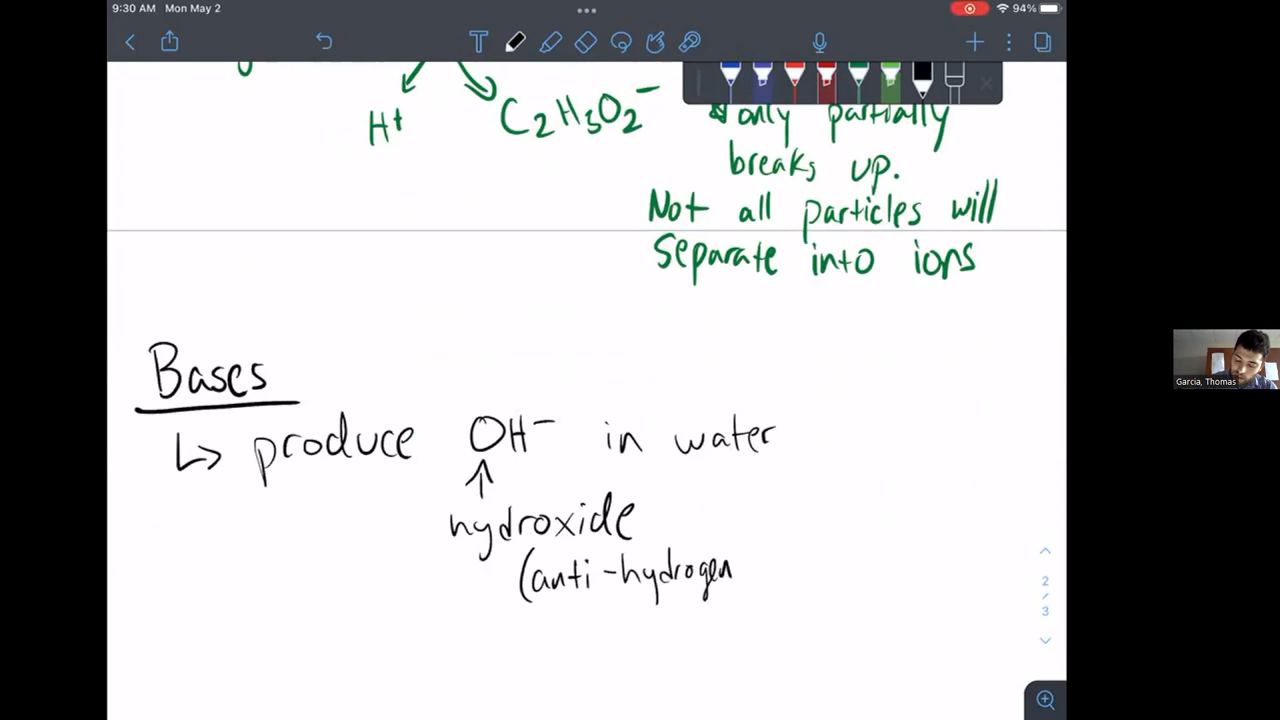 9:30 AM Mon May 2
94%
H+ C₂H₃O₂⁻
only partially
breaks up.
Not all particles will
separate into ions
Bases
↳ produce OH⁻ in water
↑
hydroxide
(anti-hydrogen
2
/
3
Garcia, Thomas